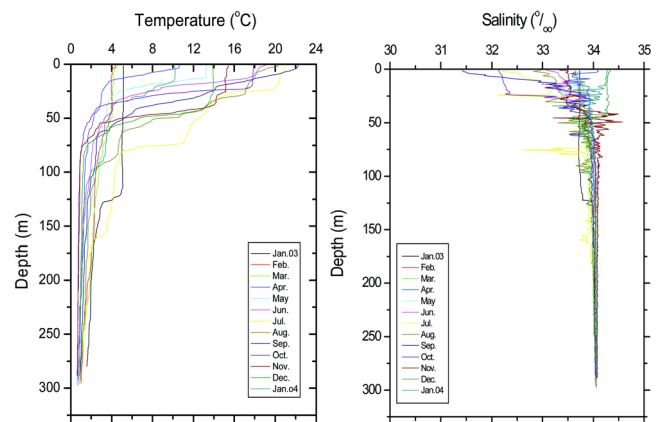 Temperature (°C)
0 4 8 12 16 20 24
0
50
100
150
200
250
300
Depth (m)
Jan.03
Feb.
Mar.
Apr.
May
Jun.
Jul.
Aug.
Sep.
Oct.
Nov.
Dec.
Jan.o4
Salinity (°/∞)
30 31 32 33 34 35
0
50
100
150
200
250
300
Depth (m)
Jan.03
Feb.
Mar.
Apr.
May
Jun.
Jul.
Aug.
Sep.
Oct.
Nov.
Dec.
Jan.04